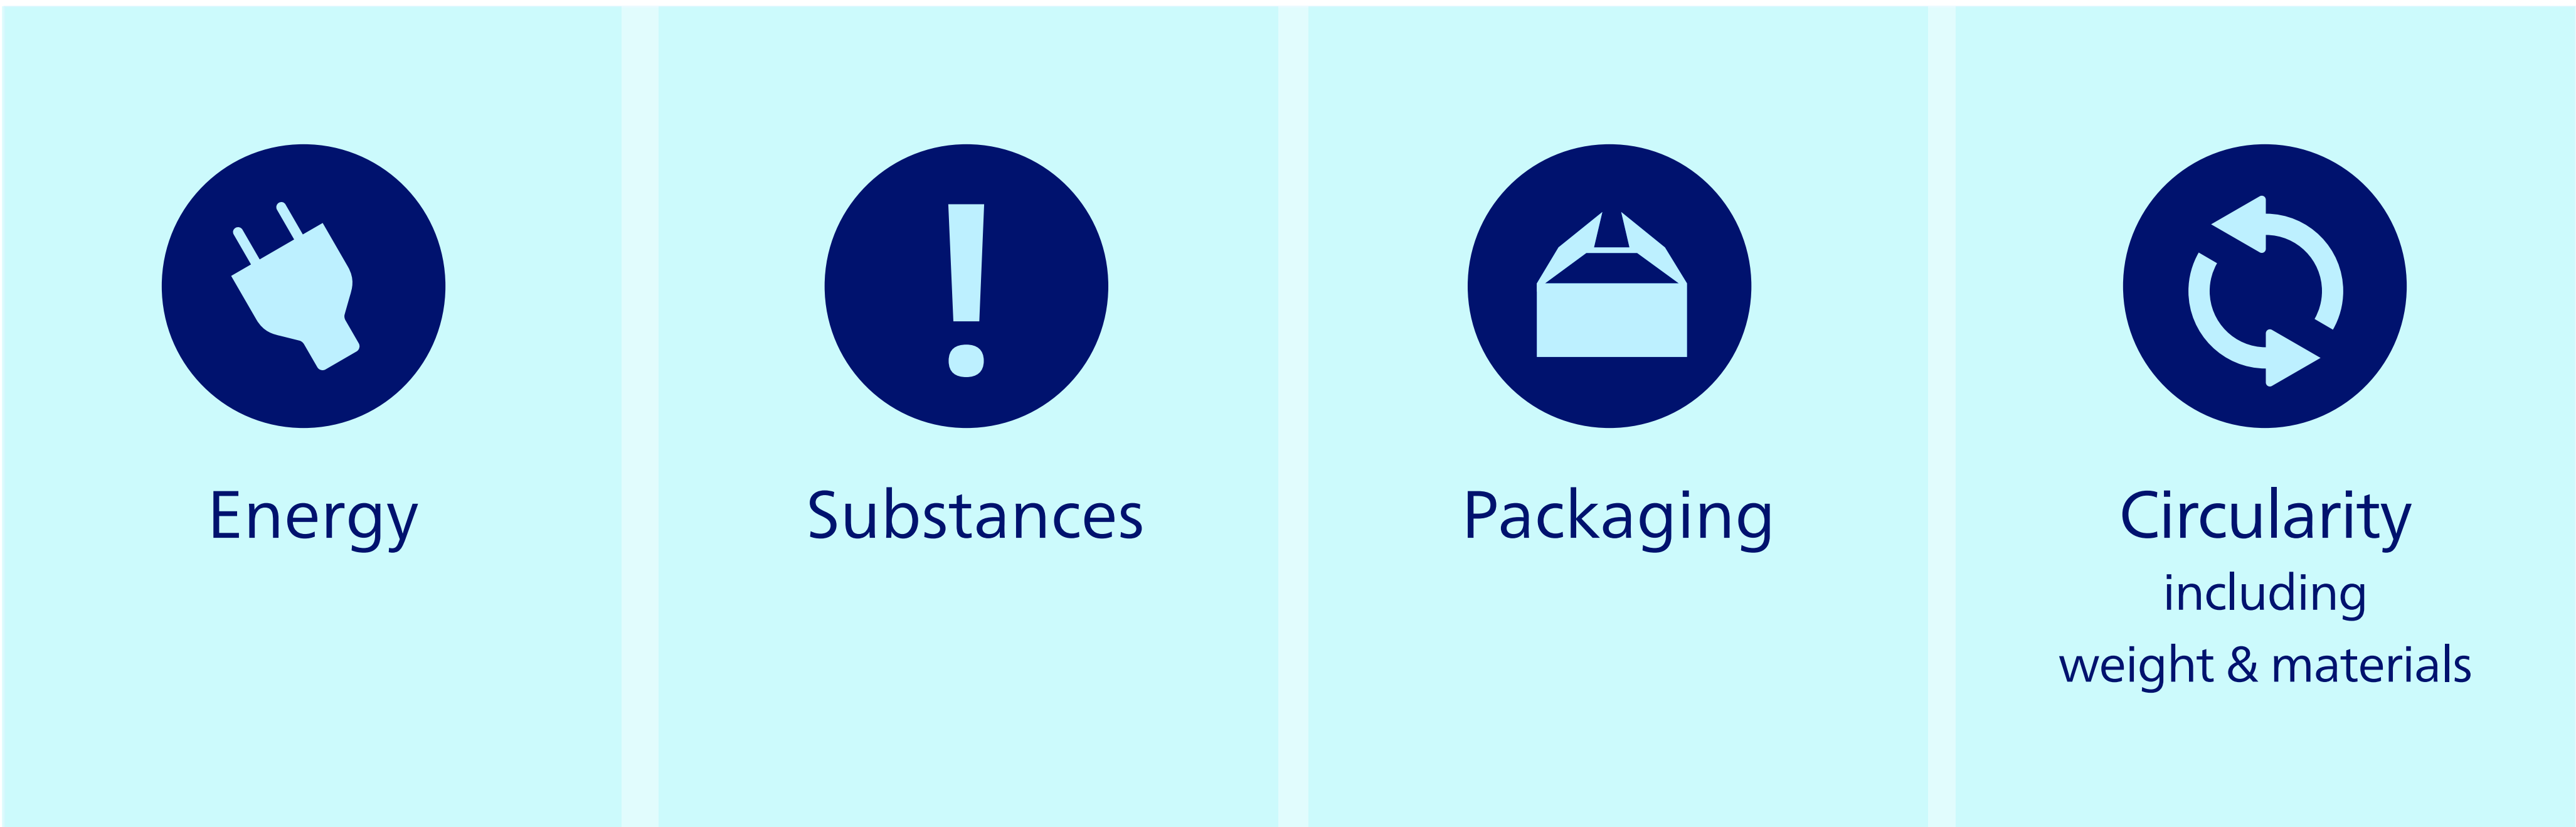 Energy
Substances
Packaging
Circularity
including
weight & materials